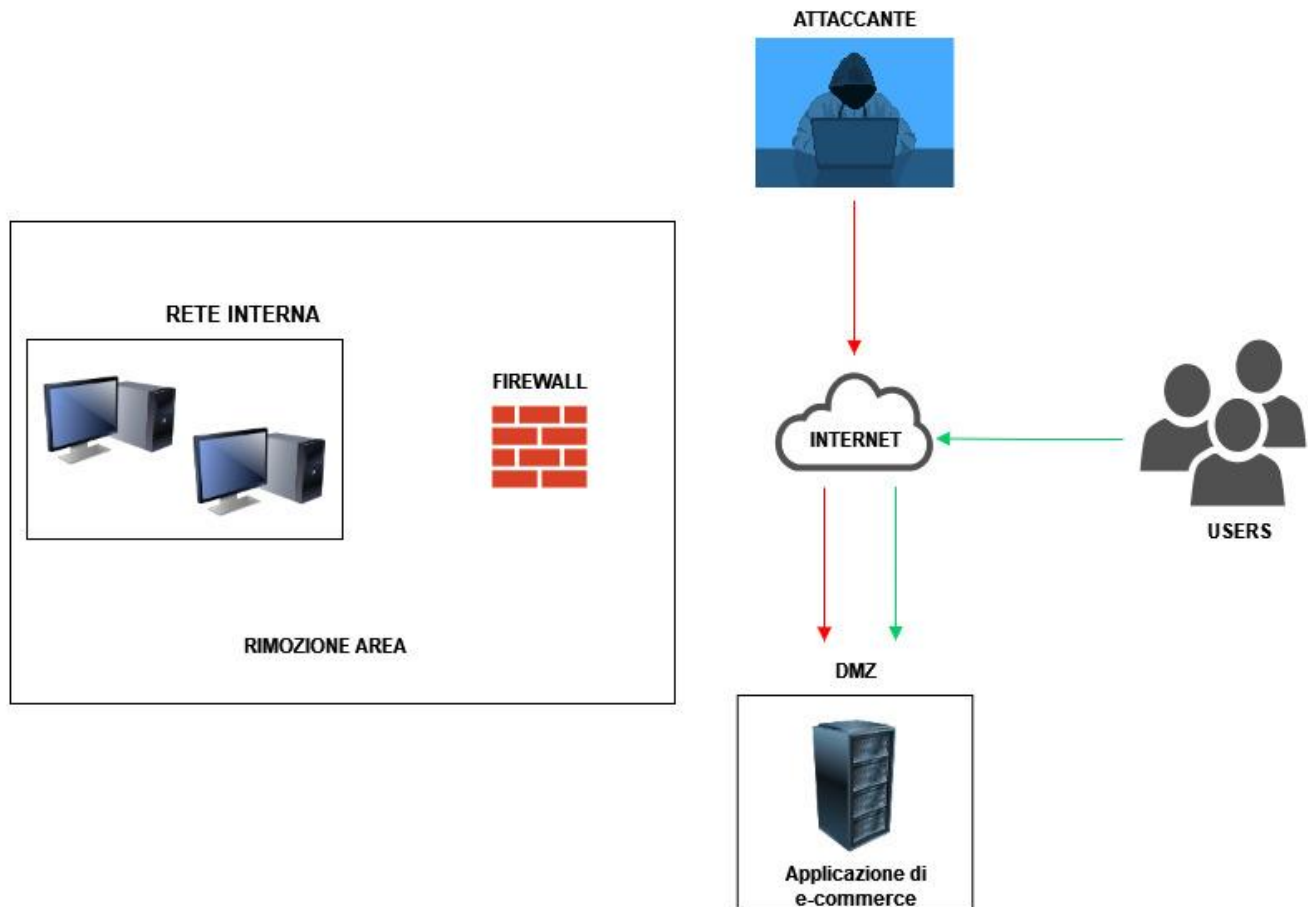 ATTACCANTE
RETE INTERNA
FIREWALL
INTERNET
USERS
RIMOZIONE AREA
DMZ
Applicazione di
e-commerce